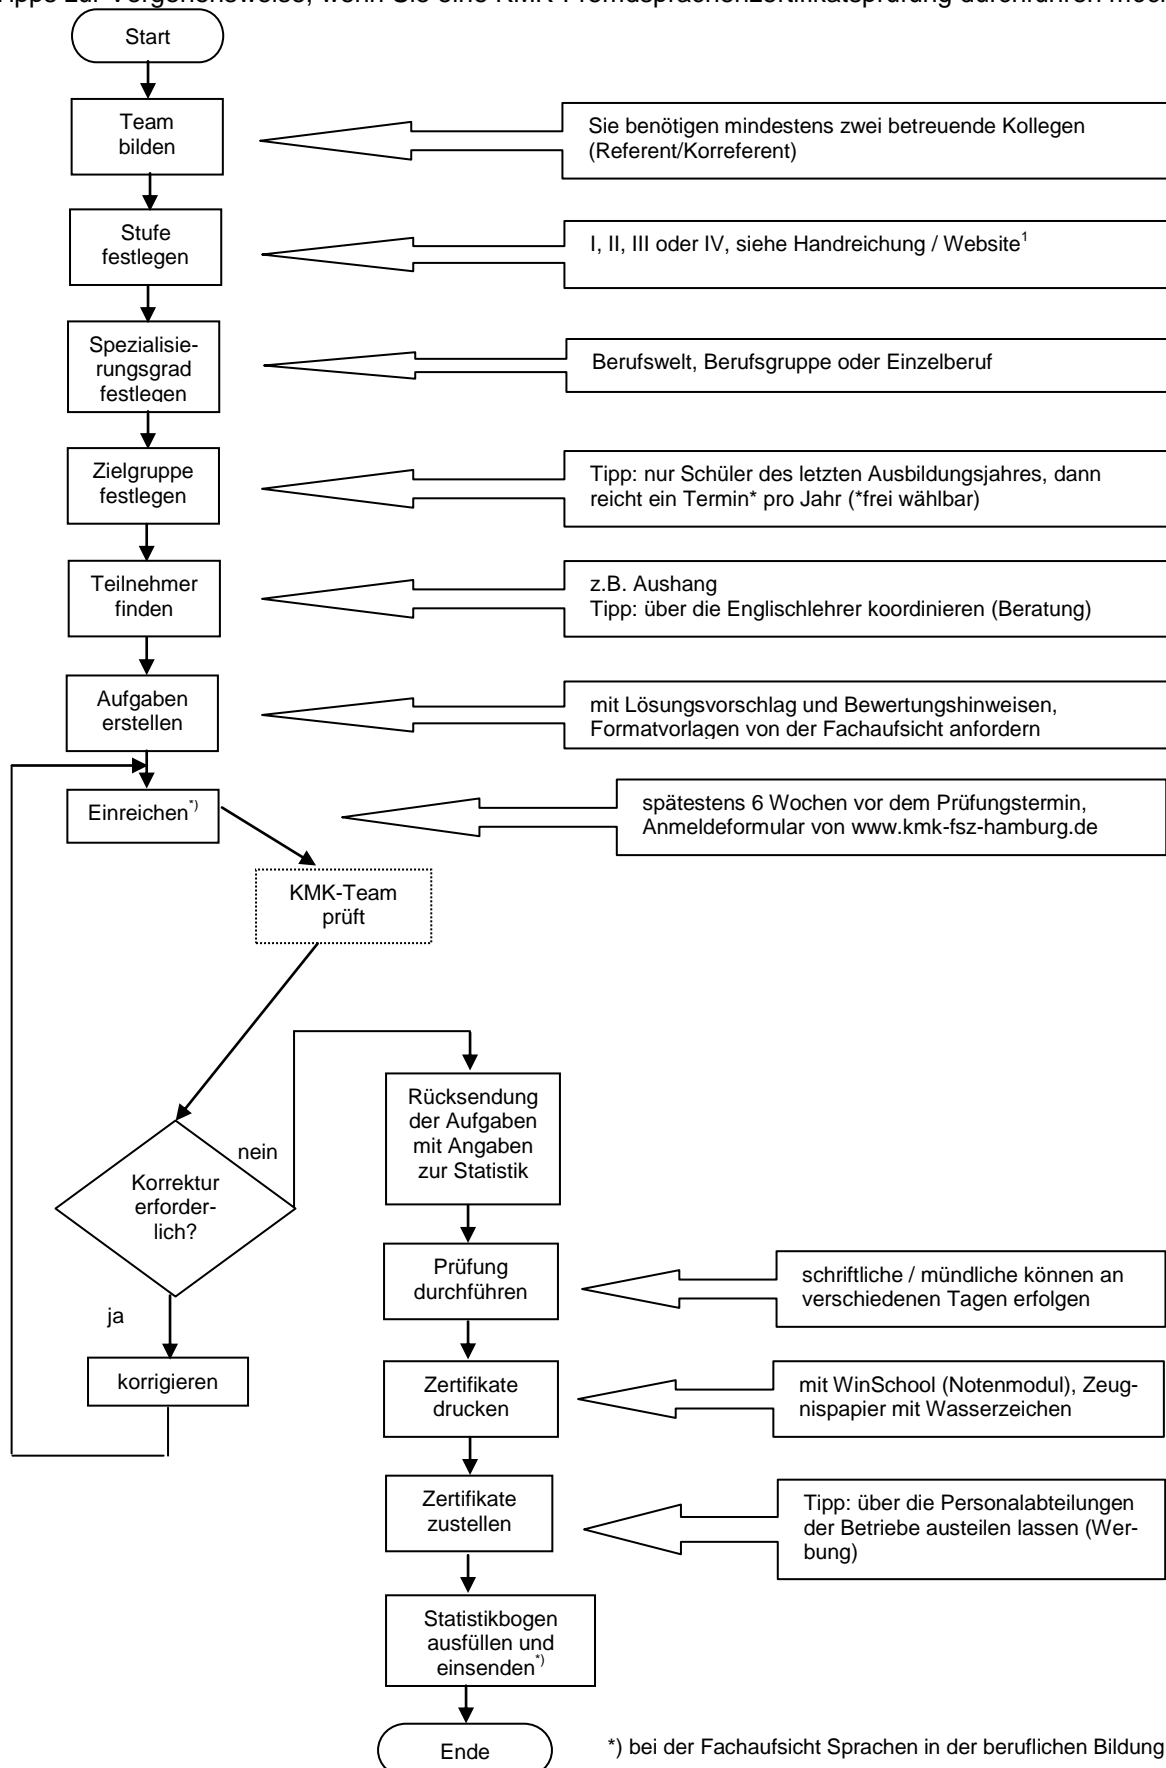 Tipps zur Vorgehensweise, wenn Sie eine KMK-Fremdsprachenzertifikatsprüfung durchführen
Start
Team
bilden
Sie benötigen mindestens zwei betreuende Kollegen
(Referent/Korreferent)
Stufe
festlegen
I, II, III oder IV, siehe Handreichung / Website1
Spezialisie-
rungsgrad
festlegen
Berufswelt, Berufsgruppe oder Einzelberuf
Zielgruppe
festlegen
Tipp: nur Schüler des letzten Ausbildungsjahres, dann
reicht ein Termin* pro Jahr (*frei wählbar)
Teilnehmer
finden
z.B. Aushang
Tipp: über die Englischlehrer koordinieren (Beratung)
Aufgaben
erstellen
mit Lösungsvorschlag und Bewertungshinweisen,
Formatvorlagen von der Fachaufsicht anfordern
Einreichen*)
spätestens 6 Wochen vor dem Prüfungstermin,
Anmeldeformular von www.kmk-fsz-hamburg.de
KMK-Team
prüft
Korrektur
erforder-
lich?
nein
ja
korrigieren
Rücksendung
der Aufgaben
mit Angaben
zur Statistik
Prüfung
durchführen
schriftliche / mündliche können an
verschiedenen Tagen erfolgen
Zertifikate
drucken
mit WinSchool (Notenmodul), Zeug-
nispapier mit Wasserzeichen
Zertifikate
zustellen
Tipp: über die Personalabteilungen
der Betriebe austeilen lassen (Wer-
bung)
Statistikbogen
ausfüllen und
einsenden*)
Ende
*) bei der Fachaufsicht Sprachen in der beruflichen Bildung